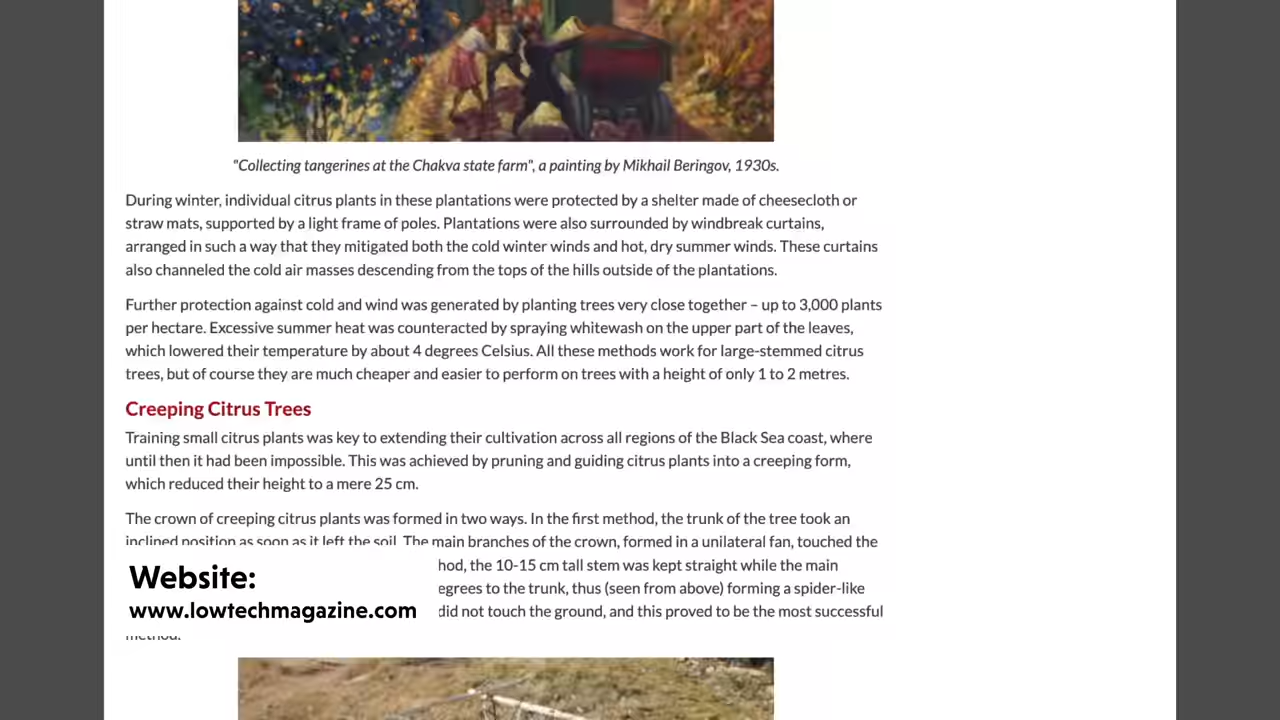 "Collecting tangerines at the Chakva state farm", a painting by Mikhail Beringov, 1930s.
During winter, individual citrus plants in these plantations were protected by a shelter made of cheesecloth or
straw mats, supported by a light frame of poles. Plantations were also surrounded by windbreak curtains,
arranged in such a way that they mitigated both the cold winter winds and hot, dry summer winds. These curtains
also channeled the cold air masses descending from the tops of the hills outside of the plantations.
Further protection against cold and wind was generated by planting trees very close together – up to 3,000 plants
per hectare. Excessive summer heat was counteracted by spraying whitewash on the upper part of the leaves,
which lowered their temperature by about 4 degrees Celsius. All these methods work for large-stemmed citrus
trees, but of course they are much cheaper and easier to perform on trees with a height of only 1 to 2 metres.
Creeping Citrus Trees
Training small citrus plants was key to extending their cultivation across all regions of the Black Sea coast, where
until then it had been impossible. This was achieved by pruning and guiding citrus plants into a creeping form,
which reduced their height to a mere 25 cm.
The crown of creeping citrus plants was formed in two ways. In the first method, the trunk of the tree took an
inclined position as soon as it left the soil. The main branches of the crown, formed in a unilateral fan, touched the
hod, the 10-15 cm tall stem was kept straight while the main
egrees to the trunk, thus (seen from above) forming a spider-like
did not touch the ground, and this proved to be the most successful
method.
Website:
www.lowtechmagazine.com